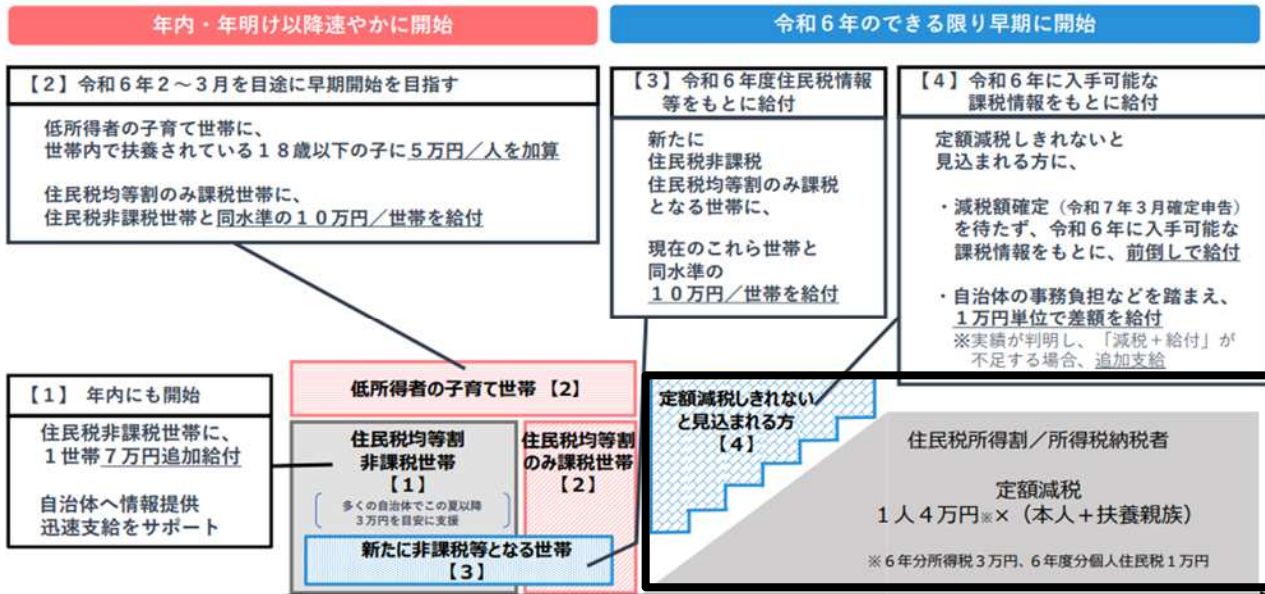 年内・年明け以降速やかに開始
令和6年のできる限り早期に開始
【2】令和6年2~3月を目途に早期開始を目指す
低所得者の子育て世帯に、
世帯内で扶養されている18歳以下の子に5万円/人を加算
住民税均等割のみ課税世帯に、
住民税非課税世帯と同水準の10万円/世帯を給付
【3】令和6年度住民税情報
等をもとに給付
新たに
住民税非課税
住民税均等割のみ課税
となる世帯に、
現在のこれら世帯と
同水準の
10万円/世帯を給付
【4】令和6年に入手可能な
課税情報をもとに給付
定額減税しきれないと
見込まれる方に、
・減税額確定(令和7年3月確定申告)
を待たず、令和6年に入手可能な
課税情報をもとに、前倒しで給付
・自治体の事務負担などを踏まえ、
1万円単位で差額を給付
※実績が判明し、「減税+給付」が
不足する場合、追加支給
【1】 年内にも開始
住民税非課税世帯に、
1世帯7万円追加給付
自治体へ情報提供
迅速支給をサポート
低所得者の子育て世帯【2】
住民税均等割
非課税世帯
【1】
多くの自治体でこの夏以降
3万円を目安に支援
住民税均等割
のみ課税世帯
【2】
新たに非課税等となる世帯
【3】
定額減税しきれない
と見込まれる方
【4】
住民税所得割/所得税納税者
定額減税
1人4万円※×(本人+扶養親族)
※6年分所得税3万円、6年度分個人住民税1万円